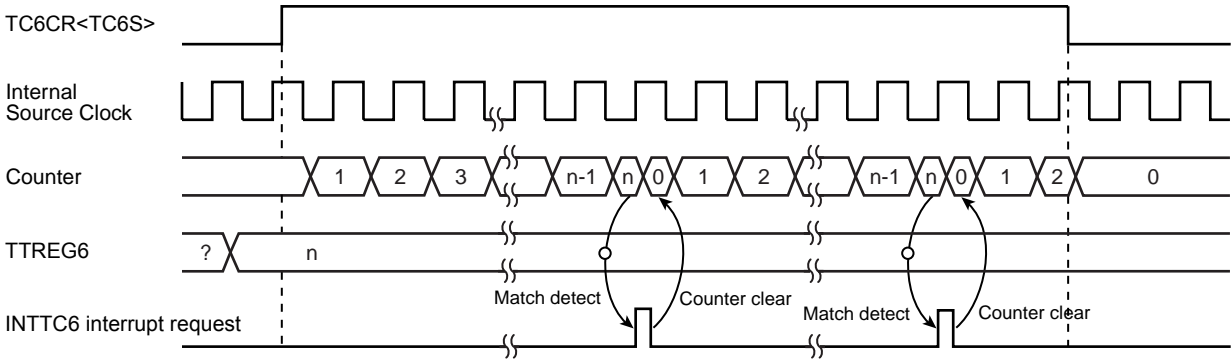 TC6CR<TC6S>
Internal
Source Clock
Counter
1 2 3 n-1 n 0 1 2 n-1 n 0 1 2 0
TTREG6
? n
Match detect Counter clear Match detect Counter clear
INTTC6 interrupt request